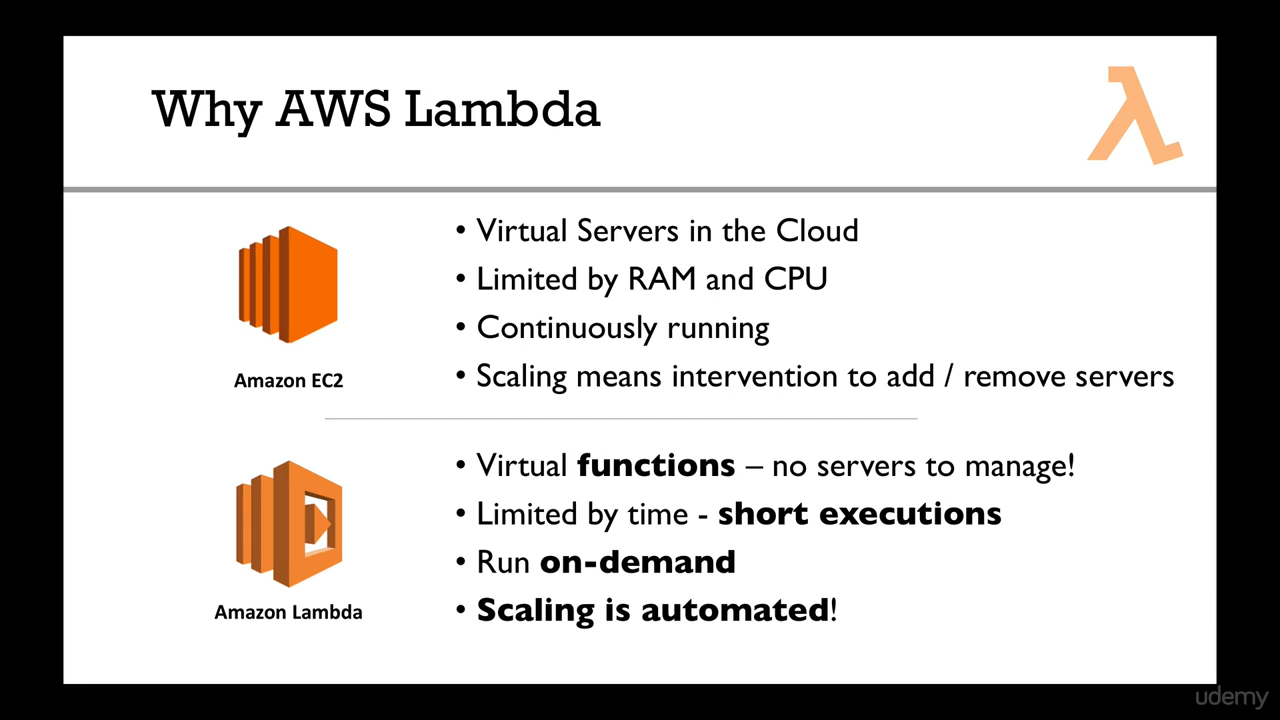 Why AWS Lambda
• Virtual Servers in the Cloud
• Limited by RAM and CPU
• Continuously running
• Scaling means intervention to add / remove servers
Amazon EC2
• Virtual functions – no servers to manage!
• Limited by time - short executions
• Run on-demand
• Scaling is automated!
Amazon Lambda
udemy